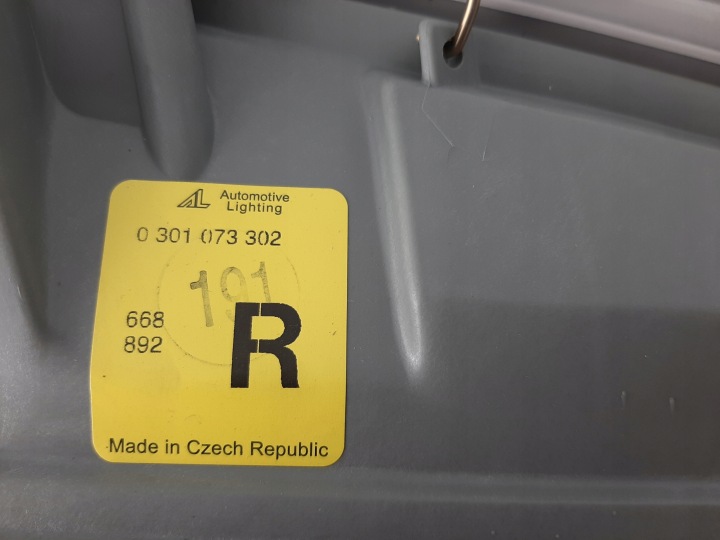 AL Automotive
Lighting
0 301 073 302
191
668
892
R
Made in Czech Republic